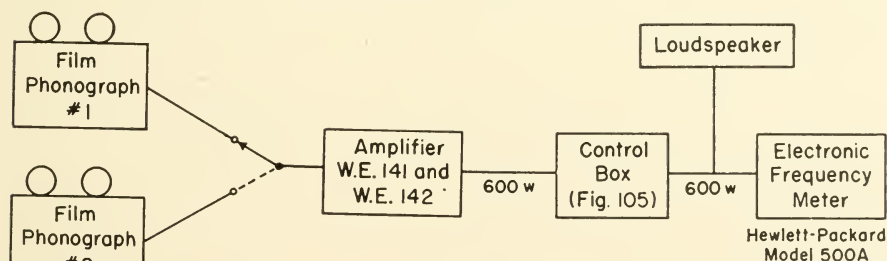 Film
Phonograph
#1
Loudspeaker
Amplifier
W.E. 141 and
W.E. 142
600 w
Control
Box
(Fig. 105)
600 w
Electronic
Frequency
Meter
Hewlett-Packard
Model 500A
Film
Phonograph